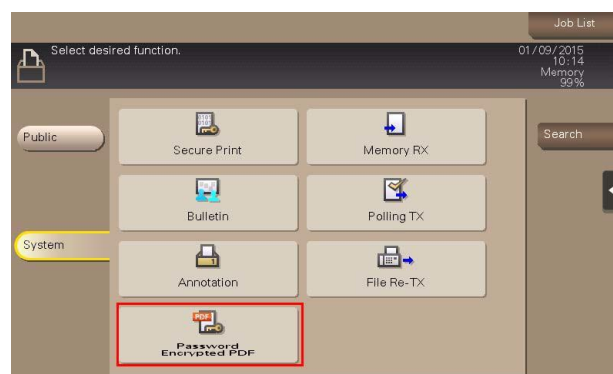 Job List
Select desired function.
01/09/2015
10:14
Memory
99%
Public
Secure Print
Memory RX
Search
Bulletin
Polling TX
System
Annotation
File Re-TX
PDF
Password
Encrypted PDF